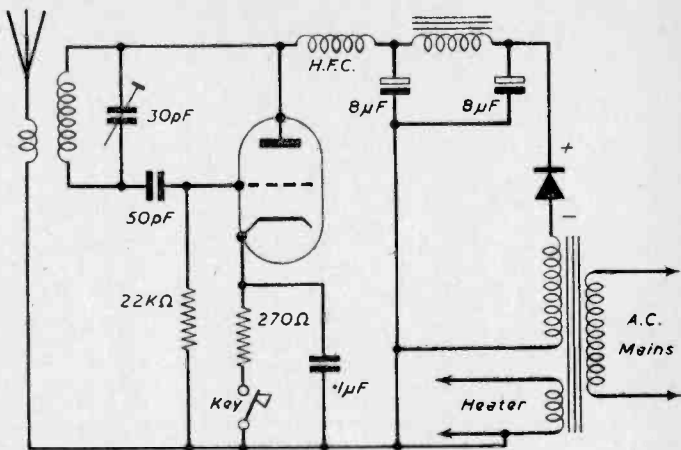 H.F.C.
30pF
8µF
8µF
50pF
+
−
22KΩ
270Ω
·1µF
Key
Heater
A.C.
Mains